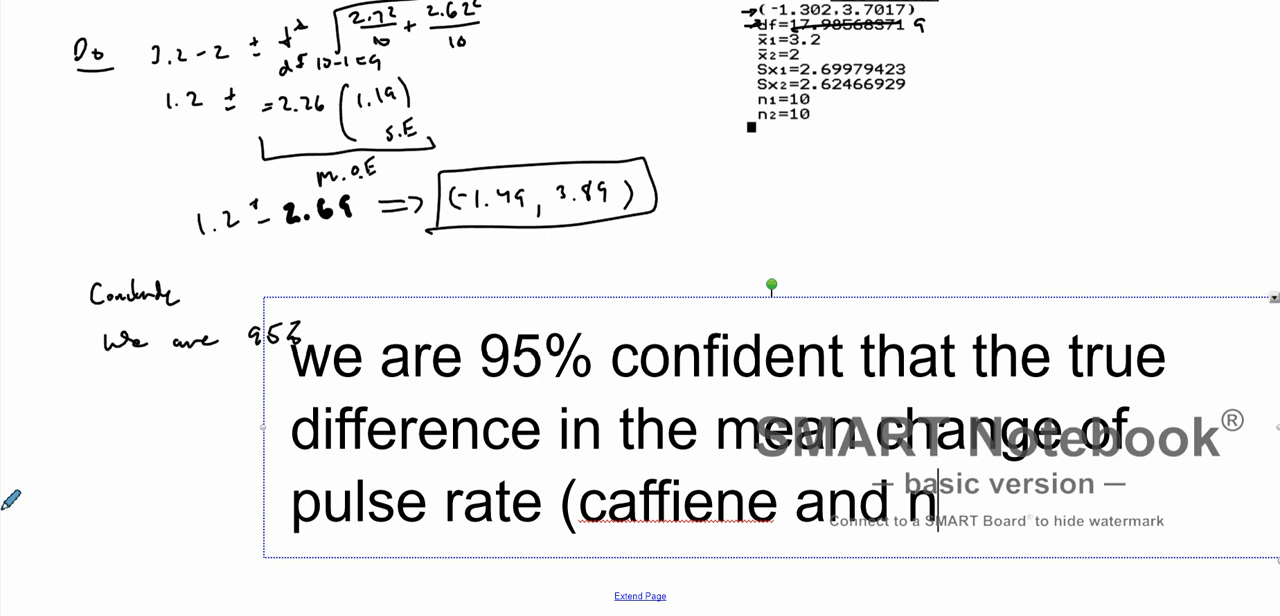 Do 3.2-2 ± t* √ 2.7²/10 + 2.62²/10
df 10-1=9
1.2 ± =2.26 (1.19)
S.E
M.O.E
1.2 ± 2.69 => (-1.49, 3.89)
(-1.302,3.7017)
df=17.98568371 9
x̄1=3.2
x̄2=2
Sx1=2.69979423
Sx2=2.62466929
n1=10
n2=10
Conclude
We are 95%
we are 95% confident that the true
difference in the mean change of
pulse rate (caffiene and n
SMART Notebook®
— basic version —
Connect to a SMART Board® to hide watermark
Extend Page